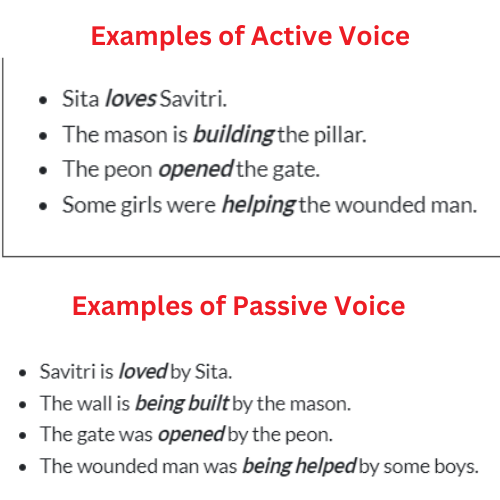 Examples of Active Voice
• Sita loves Savitri.
• The mason is building the pillar.
• The peon opened the gate.
• Some girls were helping the wounded man.
Examples of Passive Voice
• Savitri is loved by Sita.
• The wall is being built by the mason.
• The gate was opened by the peon.
• The wounded man was being helped by some boys.